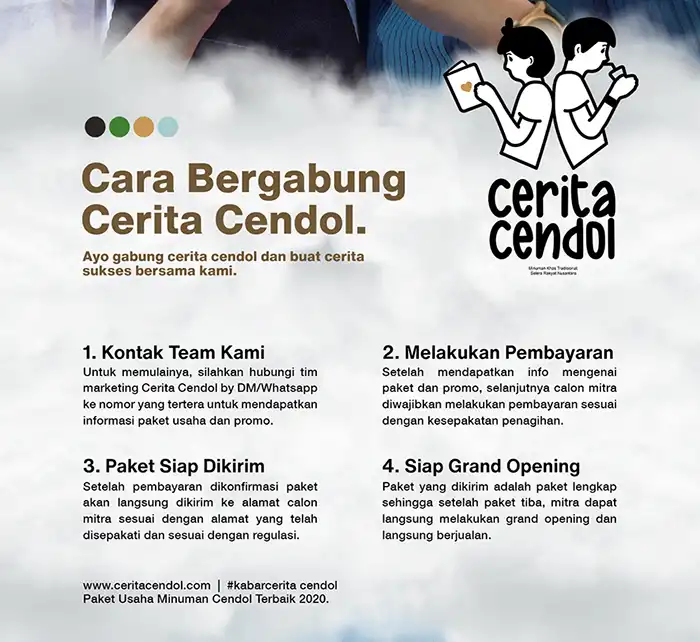 cerita
cendol
Minuman Khas Tradisional
Selera Rakyat Nusantara
Cara Bergabung
Cerita Cendol.
Ayo gabung cerita cendol dan buat cerita
sukses bersama kami.
1. Kontak Team Kami
Untuk memulainya, silahkan hubungi tim
marketing Cerita Cendol by DM/Whatsapp
ke nomor yang tertera untuk mendapatkan
informasi paket usaha dan promo.
2. Melakukan Pembayaran
Setelah mendapatkan info mengenai
paket dan promo, selanjutnya calon mitra
diwajibkan melakukan pembayaran sesuai
dengan kesepakatan penagihan.
3. Paket Siap Dikirim
Setelah pembayaran dikonfirmasi paket
akan langsung dikirim ke alamat calon
mitra sesuai dengan alamat yang telah
disepakati dan sesuai dengan regulasi.
4. Siap Grand Opening
Paket yang dikirim adalah paket lengkap
sehingga setelah paket tiba, mitra dapat
langsung melakukan grand opening dan
langsung berjualan.
www.ceritacendol.com | #kabarcerita cendol
Paket Usaha Minuman Cendol Terbaik 2020.